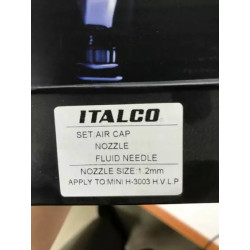 ITALCO
SET AIR CAP
NOZZLE
FLUID NEEDLE
NOZZLE SIZE:1.2mm
APPLY TO MINI H-3003 H.V.L.P